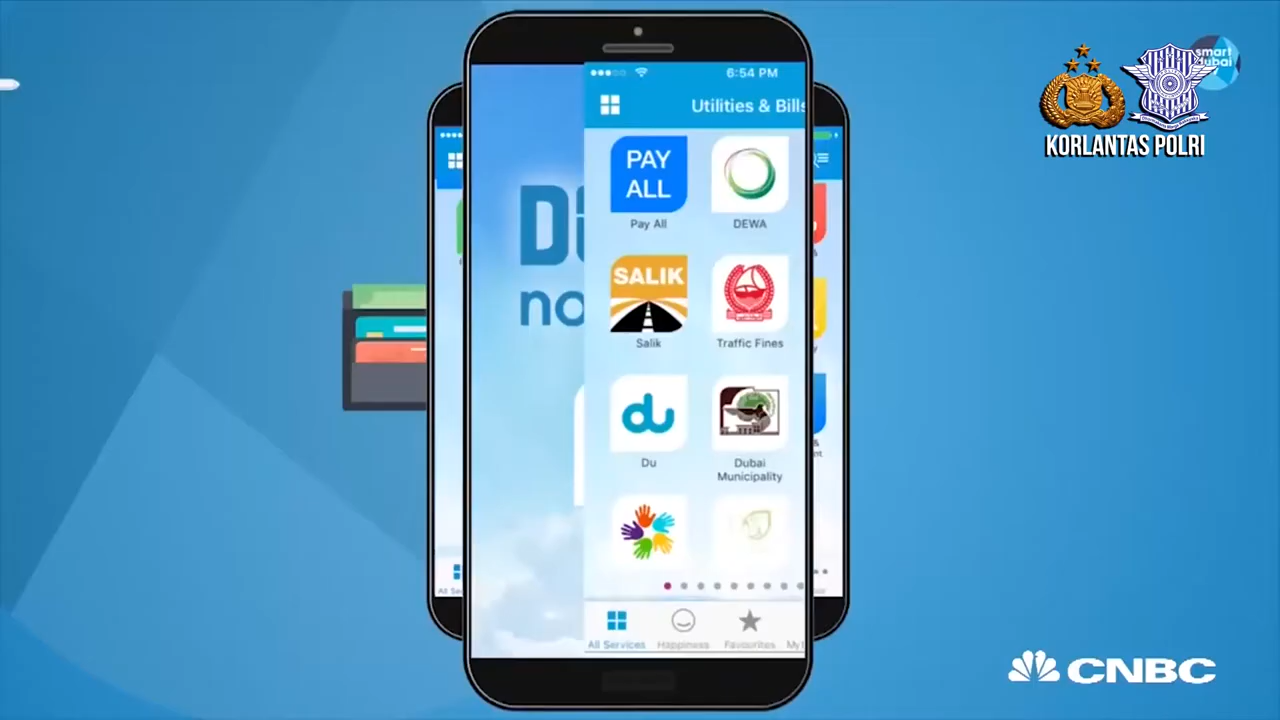 smart
dubai
KORLANTAS POLRI
6:54 PM
Utilities & Bills
no
PAY
ALL
Pay All
DEWA
SALIK
Salik
Traffic Fines
du
Du
Dubai
Municipality
All Services
Happiness
Favourites
CNBC